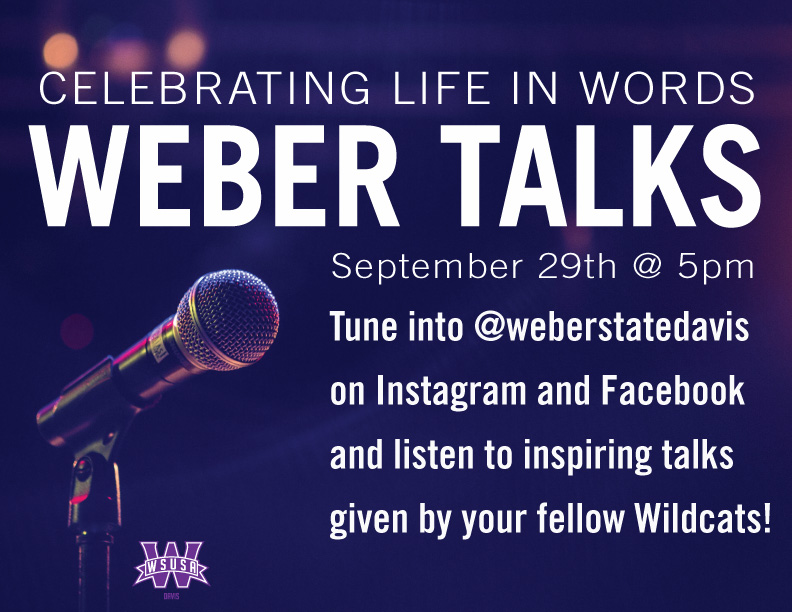 CELEBRATING LIFE IN WORDS
WEBER TALKS
September 29th @ 5pm
Tune into @weberstatedavis
on Instagram and Facebook
and listen to inspiring talks
given by your fellow Wildcats!
WSUSA
DAVIS